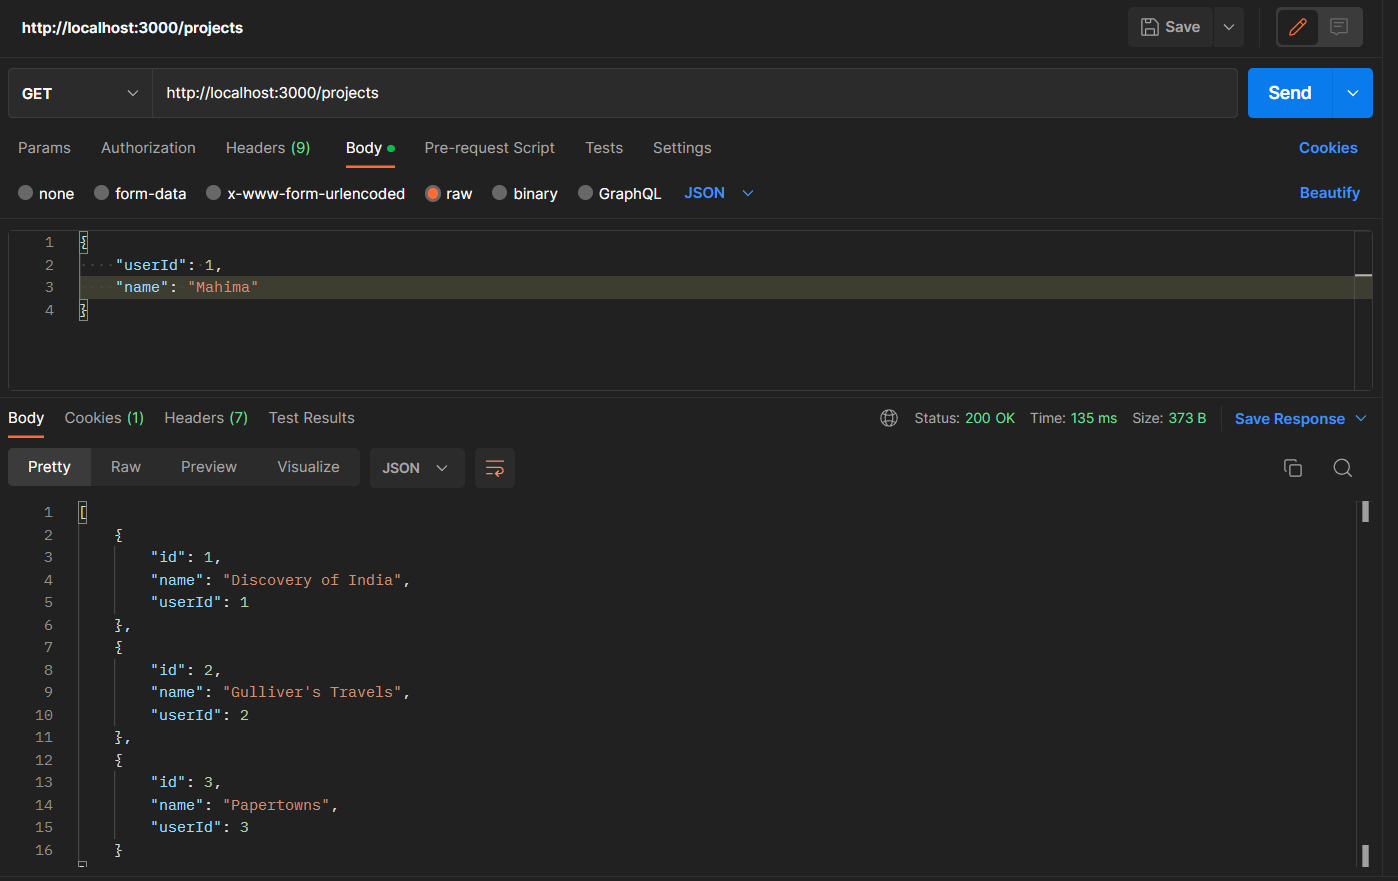 http://localhost:3000/projects
Save
GET
http://localhost:3000/projects
Send
Params Authorization Headers (9) Body Pre-request Script Tests Settings Cookies
none form-data x-www-form-urlencoded raw binary GraphQL JSON Beautify
1 {
2 "userId": 1,
3 "name": "Mahima"
4 }
Body Cookies (1) Headers (7) Test Results Status: 200 OK Time: 135 ms Size: 373 B Save Response
Pretty Raw Preview Visualize JSON
1 [
2 {
3 "id": 1,
4 "name": "Discovery of India",
5 "userId": 1
6 },
7 {
8 "id": 2,
9 "name": "Gulliver's Travels",
10 "userId": 2
11 },
12 {
13 "id": 3,
14 "name": "Papertowns",
15 "userId": 3
16 }